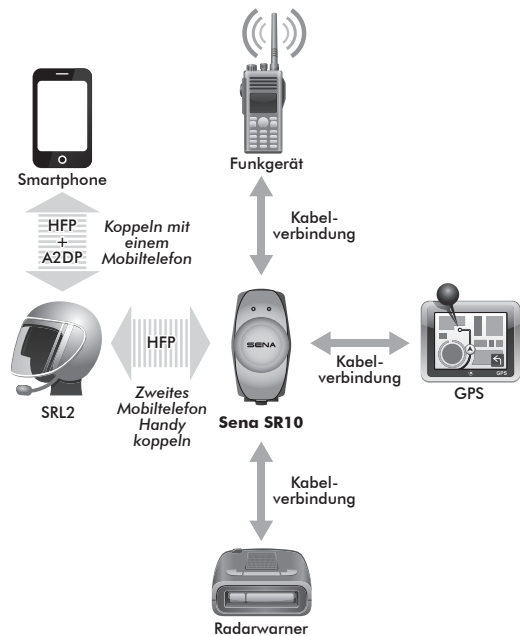 Funkgerät
Smartphone
HFP
+
A2DP
Koppeln mit
einem
Mobiltelefon
Kabel-
verbindung
SRL2
HFP
Zweites
Mobiltelefon
Handy
koppeln
SENA
Sena SR10
Kabel-
verbindung
GPS
GPS
Kabel-
verbindung
Radarwarner